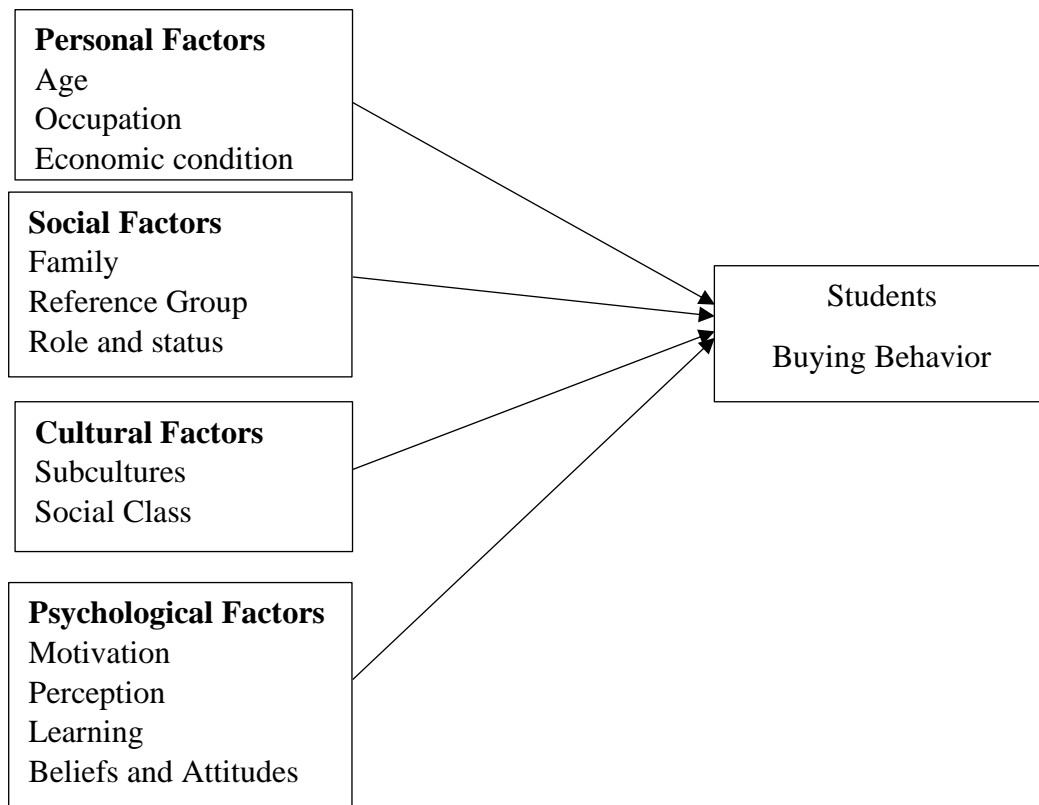 Personal Factors
Age
Occupation
Economic condition
Social Factors
Family
Reference Group
Role and status
Cultural Factors
Subcultures
Social Class
Psychological Factors
Motivation
Perception
Learning
Beliefs and Attitudes
Students
Buying Behavior